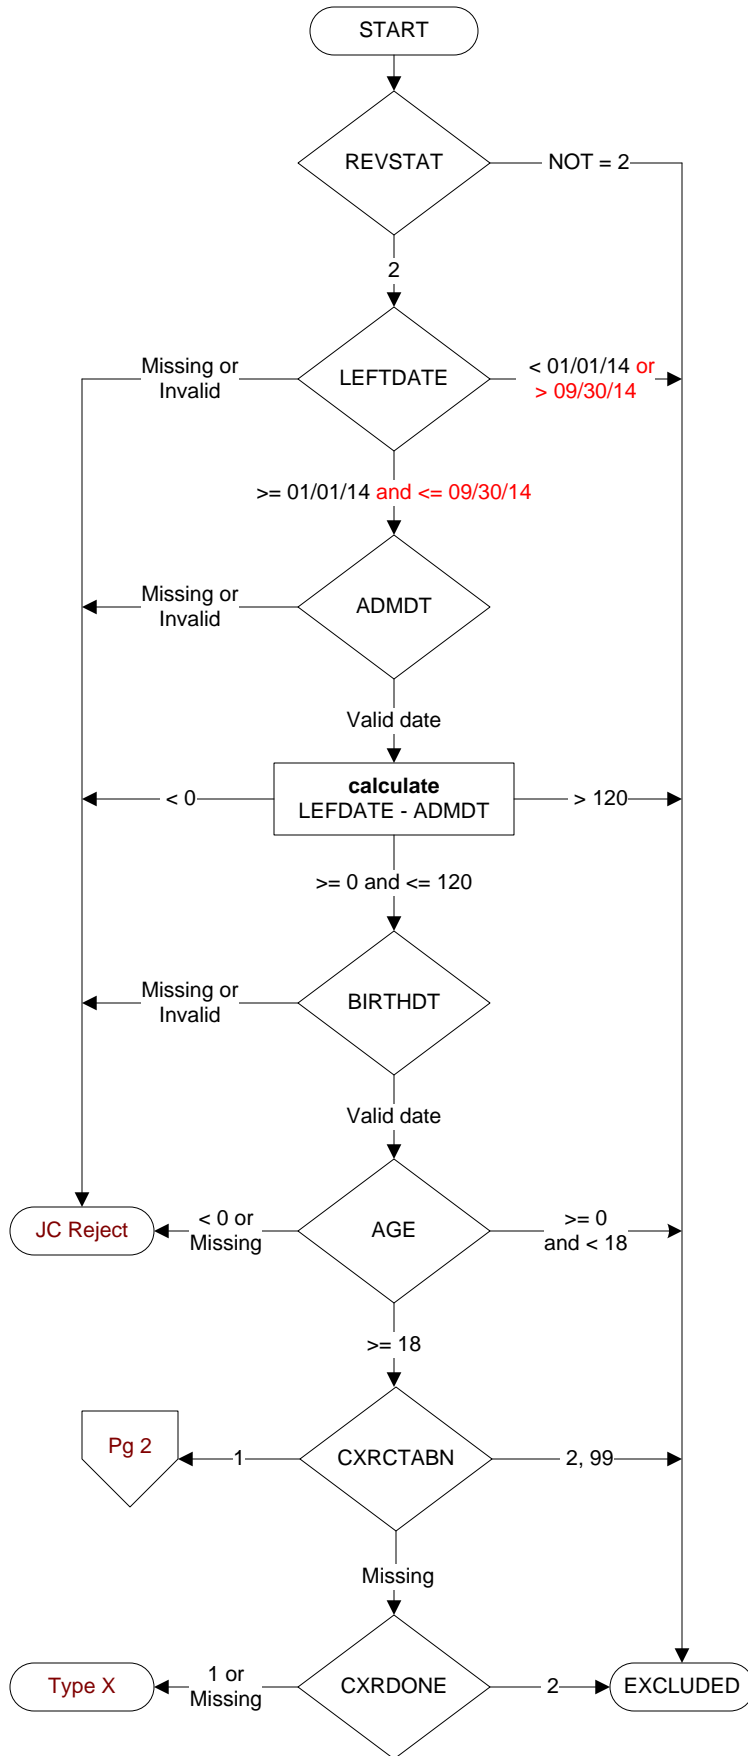 START
REVSTAT
NOT = 2
2
Missing or
Invalid
LEFTDATE
< 01/01/14 or
> 09/30/14
>= 01/01/14 and <= 09/30/14
Missing or
Invalid
ADMDT
Valid date
< 0
calculate
LEFDATE - ADMDT
> 120
>= 0 and <= 120
Missing or
Invalid
BIRTHDT
Valid date
JC Reject
< 0 or
Missing
AGE
>= 0
and < 18
>= 18
Pg 2
1
CXRCTABN
2, 99
Missing
Type X
1 or
Missing
CXRDONE
2
EXCLUDED